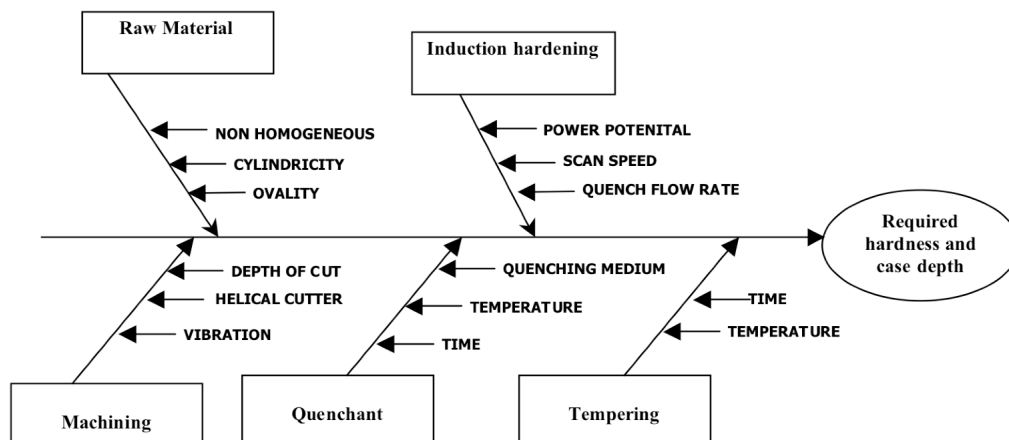 Raw Material
Induction hardening
NON HOMOGENEOUS
CYLINDRICITY
OVALITY
POWER POTENITAL
SCAN SPEED
QUENCH FLOW RATE
Required
hardness and
case depth
DEPTH OF CUT
HELICAL CUTTER
VIBRATION
QUENCHING MEDIUM
TEMPERATURE
TIME
TIME
TEMPERATURE
Machining
Quenchant
Tempering